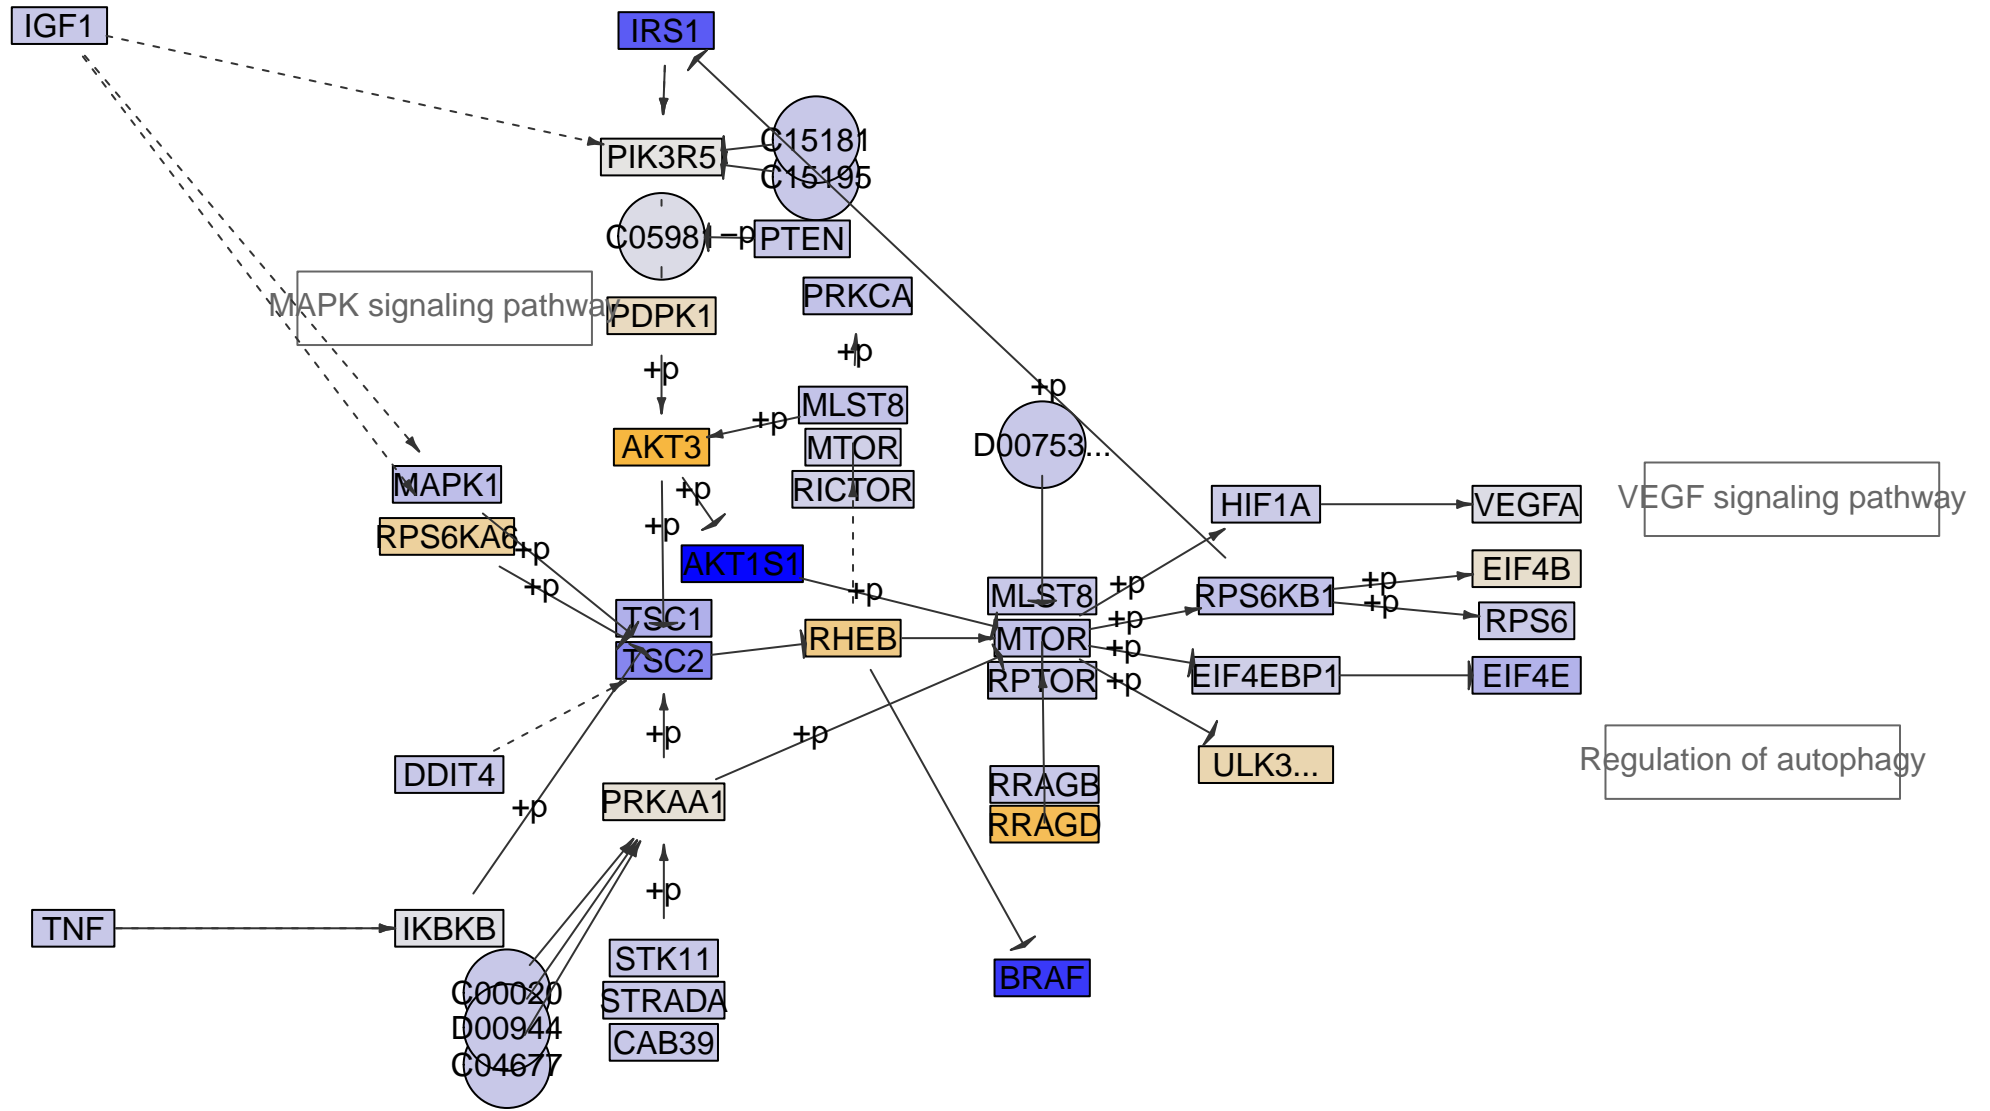 IGF1
IRS1
PIK3R5
C15181
C15195
C0598
-p
PTEN
MAPK signaling pathway
PDPK1
PRKCA
+p
+p
+p
MLST8
+p
AKT3
MTOR
D00753...
MAPK1
+p
RICTOR
HIF1A
VEGFA
VEGF signaling pathway
RPS6KA6
+p
+p
AKT1S1
EIF4B
+p
+p
+p
+p
MLST8
RPS6KB1
+p
TSC1
+p
RPS6
RHEB
MTOR
+p
TSC2
RPTOR
+p
EIF4EBP1
EIF4E
+p
+p
DDIT4
ULK3...
Regulation of autophagy
RRAGB
PRKAA1
+p
RRAGD
+p
TNF
IKBKB
STK11
BRAF
C00020
STRADA
D00944
CAB39
C04677